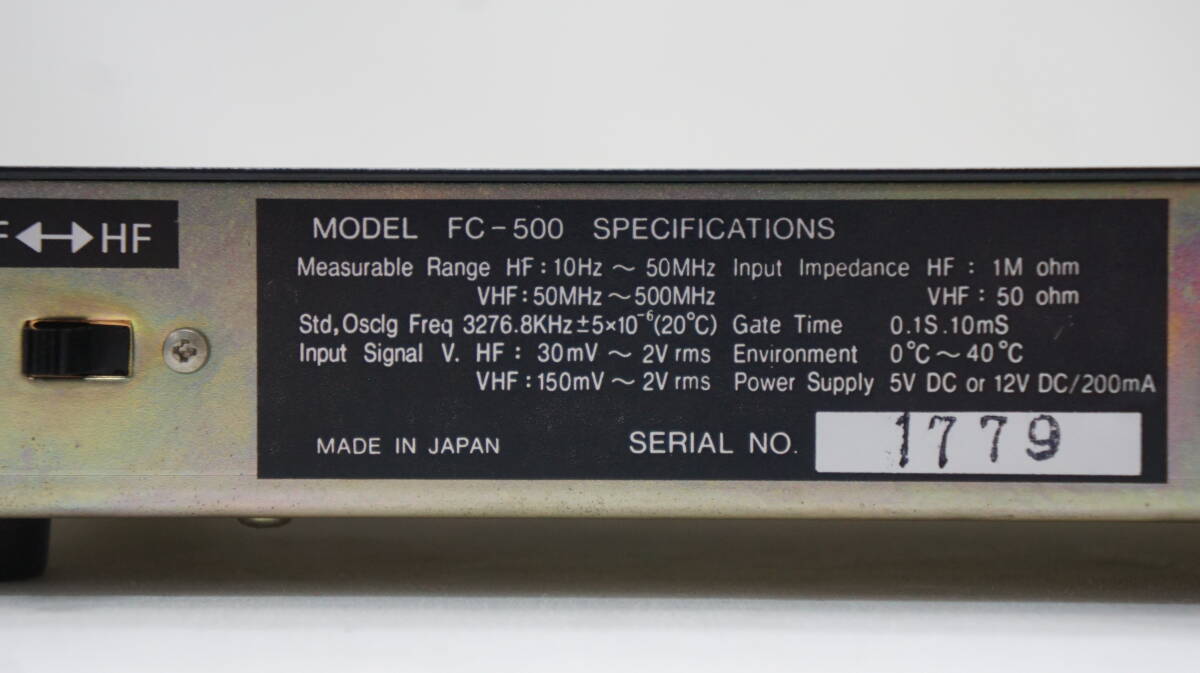 HF
MODEL FC-500 SPECIFICATIONS
Measurable Range HF: 10Hz ~ 50MHz Input Impedance HF: 1M ohm
VHF: 50MHz ~ 500MHz VHF: 50 ohm
Std, Osclg Freq 3276.8KHz ±5×10⁻⁶(20°C) Gate Time 0.1S.10mS
Input Signal V. HF: 30mV ~ 2V rms Environment 0°C ~ 40°C
VHF: 150mV ~ 2V rms Power Supply 5V DC or 12V DC/200mA
MADE IN JAPAN SERIAL NO. 1779